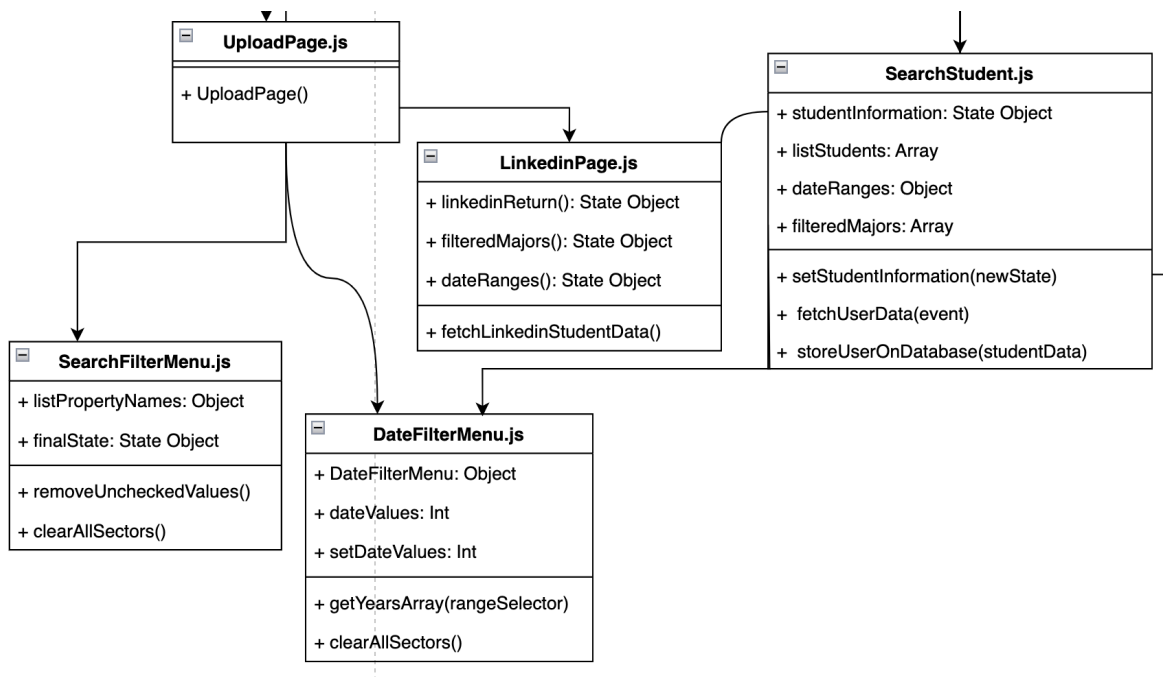 UploadPage.js
+ UploadPage()
SearchStudent.js
+ studentInformation: State Object
+ listStudents: Array
+ dateRanges: Object
+ filteredMajors: Array
+ setStudentInformation(newState)
+ fetchUserData(event)
+ storeUserOnDatabase(studentData)
LinkedinPage.js
+ linkedinReturn(): State Object
+ filteredMajors(): State Object
+ dateRanges(): State Object
+ fetchLinkedinStudentData()
SearchFilterMenu.js
+ listPropertyNames: Object
+ finalState: State Object
+ removeUncheckedValues()
+ clearAllSectors()
DateFilterMenu.js
+ DateFilterMenu: Object
+ dateValues: Int
+ setDateValues: Int
+ getYearsArray(rangeSelector)
+ clearAllSectors()